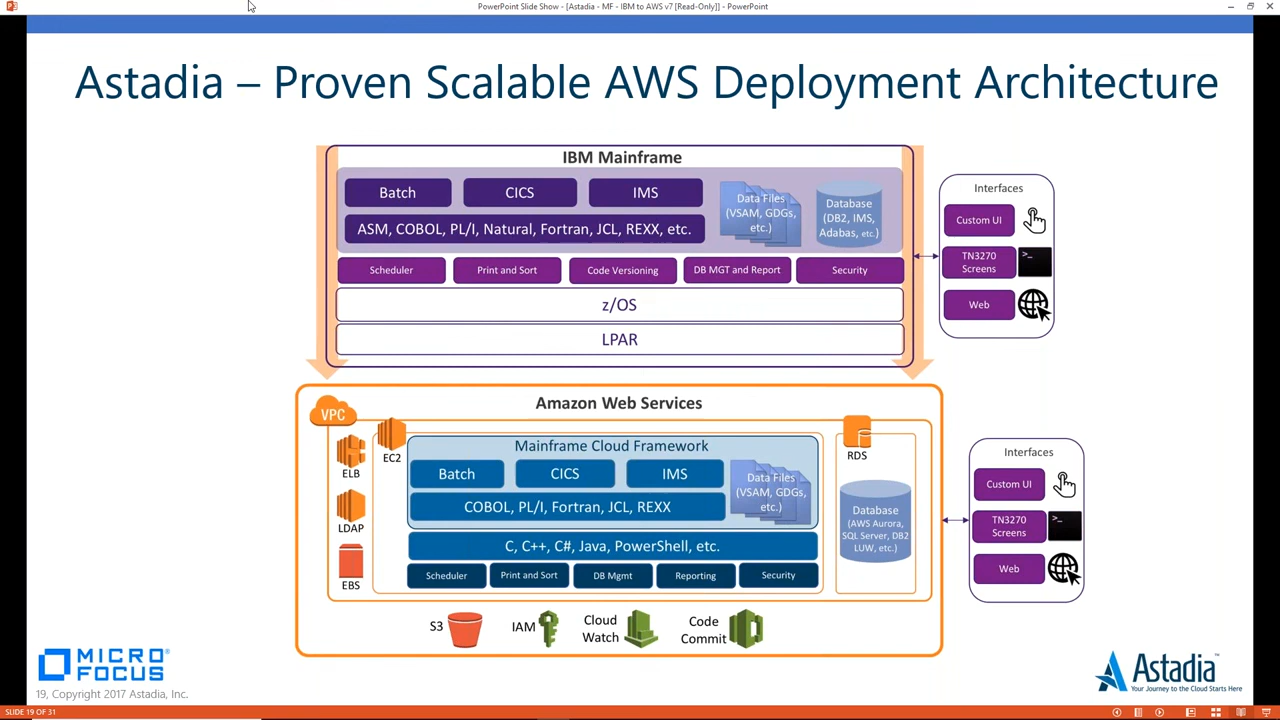 PowerPoint Slide Show - [Astadia - MF - IBM to AWS v7 [Read-Only]] - PowerPoint
Astadia – Proven Scalable AWS Deployment Architecture
IBM Mainframe
Batch
CICS
IMS
Data Files
(VSAM, GDGs,
etc.)
Database
(DB2, IMS,
Adabas, etc.)
ASM, COBOL, PL/I, Natural, Fortran, JCL, REXX, etc.
Scheduler
Print and Sort
Code Versioning
DB MGT and Report
Security
z/OS
LPAR
Interfaces
Custom UI
TN3270
Screens
>_
Web
Amazon Web Services
VPC
ELB
LDAP
EBS
EC2
Mainframe Cloud Framework
Batch
CICS
IMS
Data Files
(VSAM, GDGs,
etc.)
COBOL, PL/I, Fortran, JCL, REXX
C, C++, C#, Java, PowerShell, etc.
Scheduler
Print and Sort
DB Mgmt
Reporting
Security
RDS
Database
(AWS Aurora,
SQL Server, DB2
LUW, etc.)
Interfaces
Custom UI
TN3270
Screens
>_
Web
S3
IAM
Cloud
Watch
Code
Commit
MICRO
FOCUS
19, Copyright 2017 Astadia, Inc.
Astadia™
Your Journey to the Cloud Starts Here
SLIDE 19 OF 31